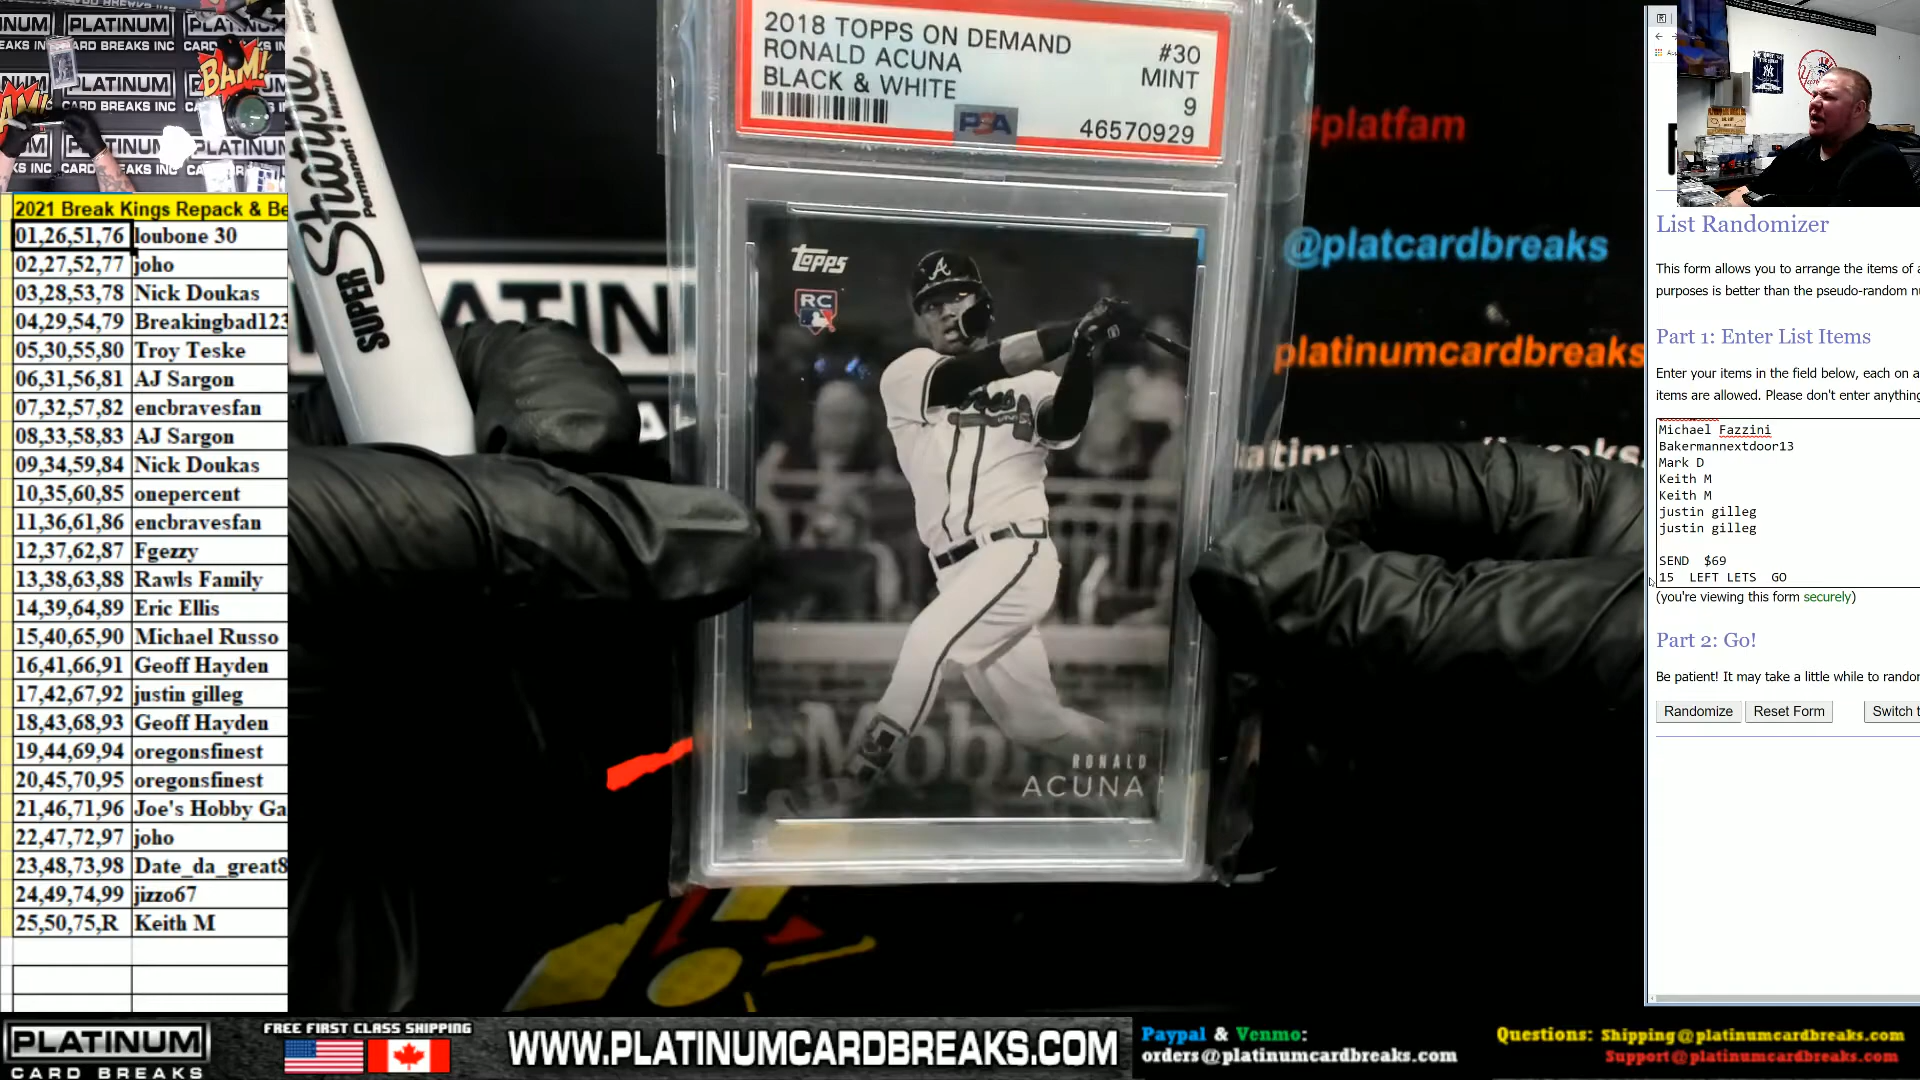 PLATINUM
CARD BREAKS INC
BAM!
2021 Break Kings Repack & Be
01,26,51,76 loubone 30
02,27,52,77 joho
03,28,53,78 Nick Doukas
04,29,54,79 Breakingbad123
05,30,55,80 Troy Teske
06,31,56,81 AJ Sargon
07,32,57,82 encbravesfan
08,33,58,83 AJ Sargon
09,34,59,84 Nick Doukas
10,35,60,85 onepercent
11,36,61,86 encbravesfan
12,37,62,87 Fgezzy
13,38,63,88 Rawls Family
14,39,64,89 Eric Ellis
15,40,65,90 Michael Russo
16,41,66,91 Geoff Hayden
17,42,67,92 justin gilleg
18,43,68,93 Geoff Hayden
19,44,69,94 oregonsfinest
20,45,70,95 oregonsfinest
21,46,71,96 Joe's Hobby Ga
22,47,72,97 joho
23,48,73,98 Date_da_great8
24,49,74,99 jizzo67
25,50,75,R Keith M
SUPER Sharpie
Permanent Marker
2018 TOPPS ON DEMAND #30
RONALD ACUNA MINT
BLACK & WHITE 9
PSA 46570929
Topps
RC
A
RONALD
ACUNA
#platfam
@platcardbreaks
platinumcardbreaks
List Randomizer
This form allows you to arrange the items of a
purposes is better than the pseudo-random nu
Part 1: Enter List Items
Enter your items in the field below, each on a
items are allowed. Please don't enter anything
Michael Fazzini
Bakermannextdoor13
Mark D
Keith M
Keith M
justin gilleg
justin gilleg
SEND $69
15 LEFT LETS GO
(you're viewing this form securely)
Part 2: Go!
Be patient! It may take a little while to randor
Randomize Reset Form Switch t
PLATINUM
CARD BREAKS
FREE FIRST CLASS SHIPPING
WWW.PLATINUMCARDBREAKS.COM
Paypal & Venmo:
orders@platinumcardbreaks.com
Questions: Shipping@platinumcardbreaks.com
Support@platinumcardbreaks.com